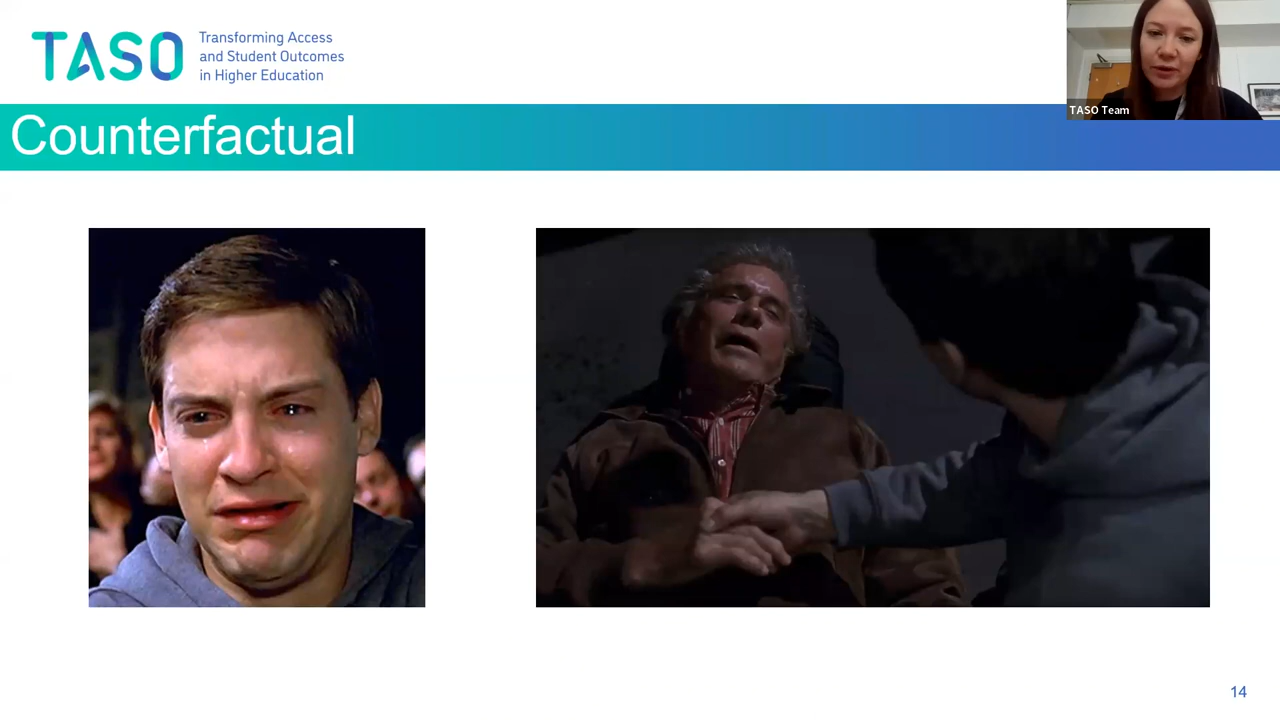 TASO
Transforming Access
and Student Outcomes
in Higher Education
TASO Team
Counterfactual
14